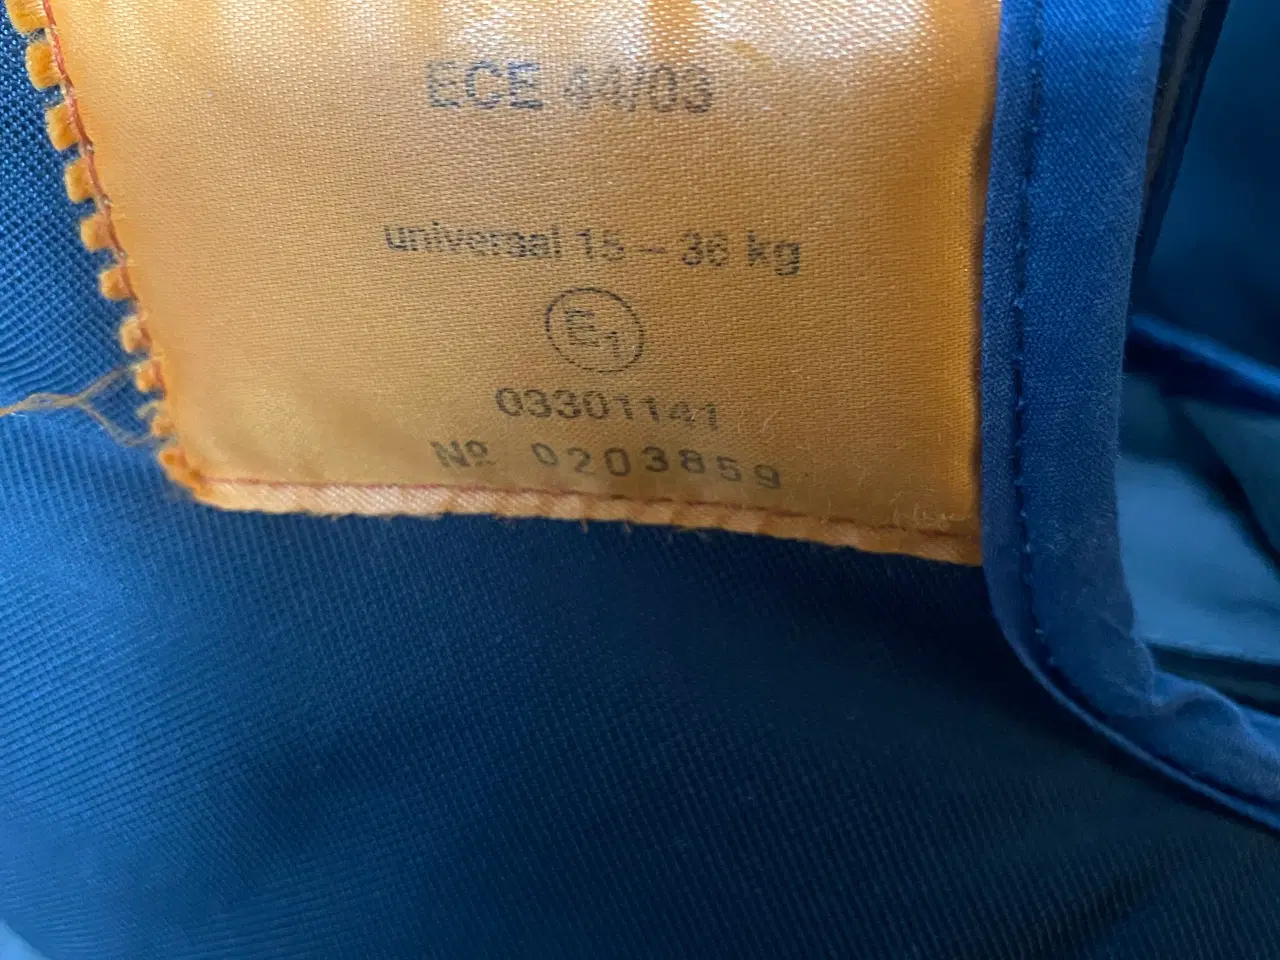 ECE 44/03
universal 15 – 36 kg
E1
03301141
Nº 0203859